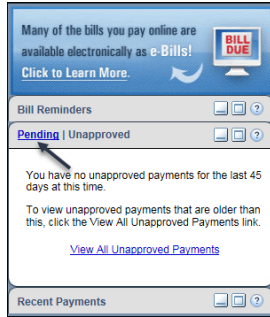 Many of the bills you pay online are
available electronically as e-Bills!
Click to Learn More.
BILL
DUE
Bill Reminders
?
Pending | Unapproved
?
You have no unapproved payments for the last 45
days at this time.
To view unapproved payments that are older than
this, click the View All Unapproved Payments link.
View All Unapproved Payments
Recent Payments
?